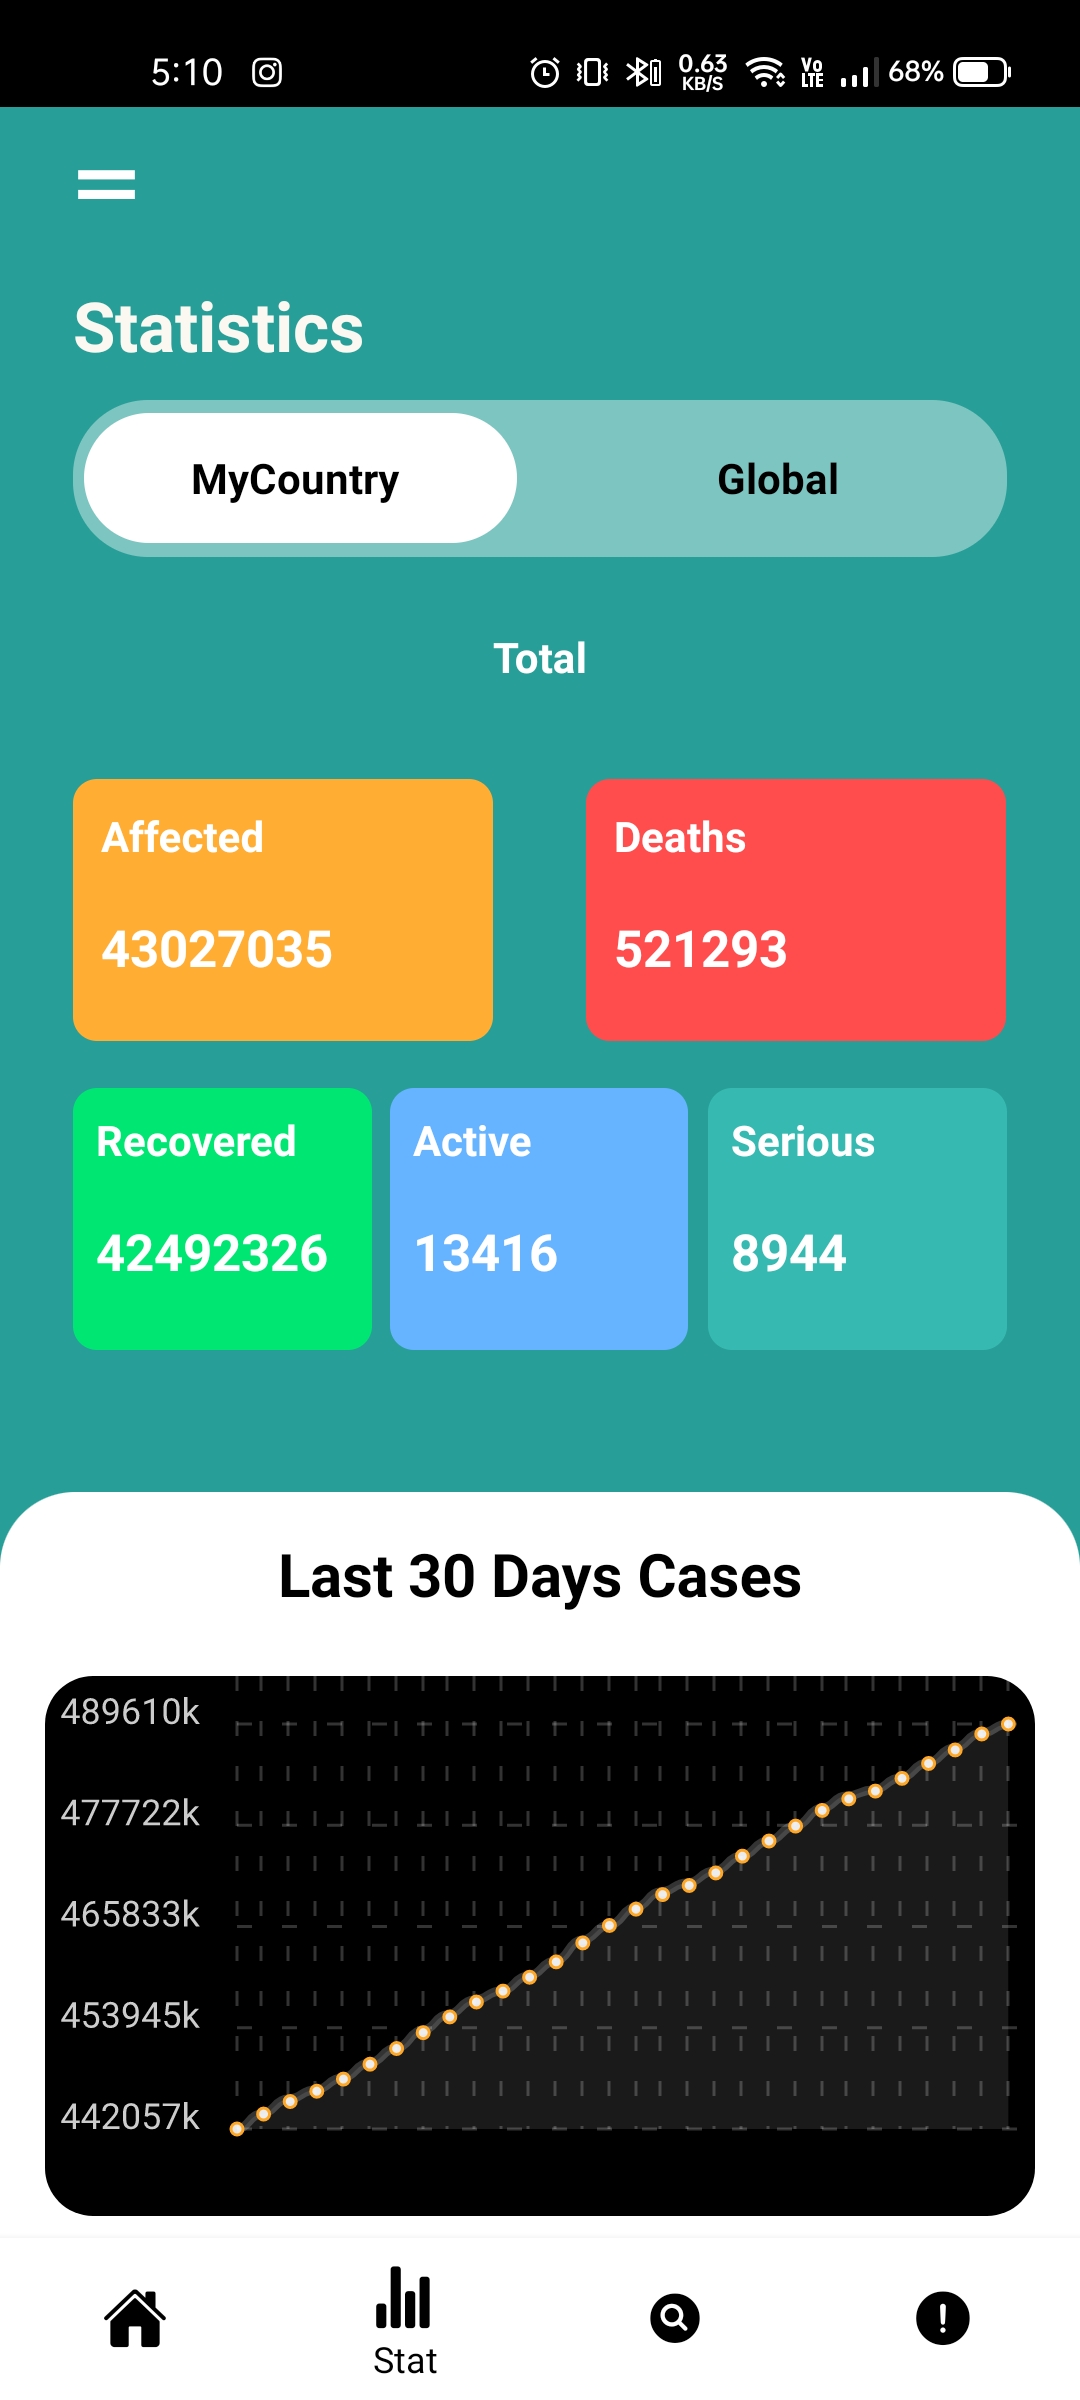 5:10 0.63 KB/S Vo LTE 68%
Statistics
MyCountry Global
Total
Affected Deaths
43027035 521293
Recovered Active Serious
42492326 13416 8944
Last 30 Days Cases
489610k
477722k
465833k
453945k
442057k
Stat